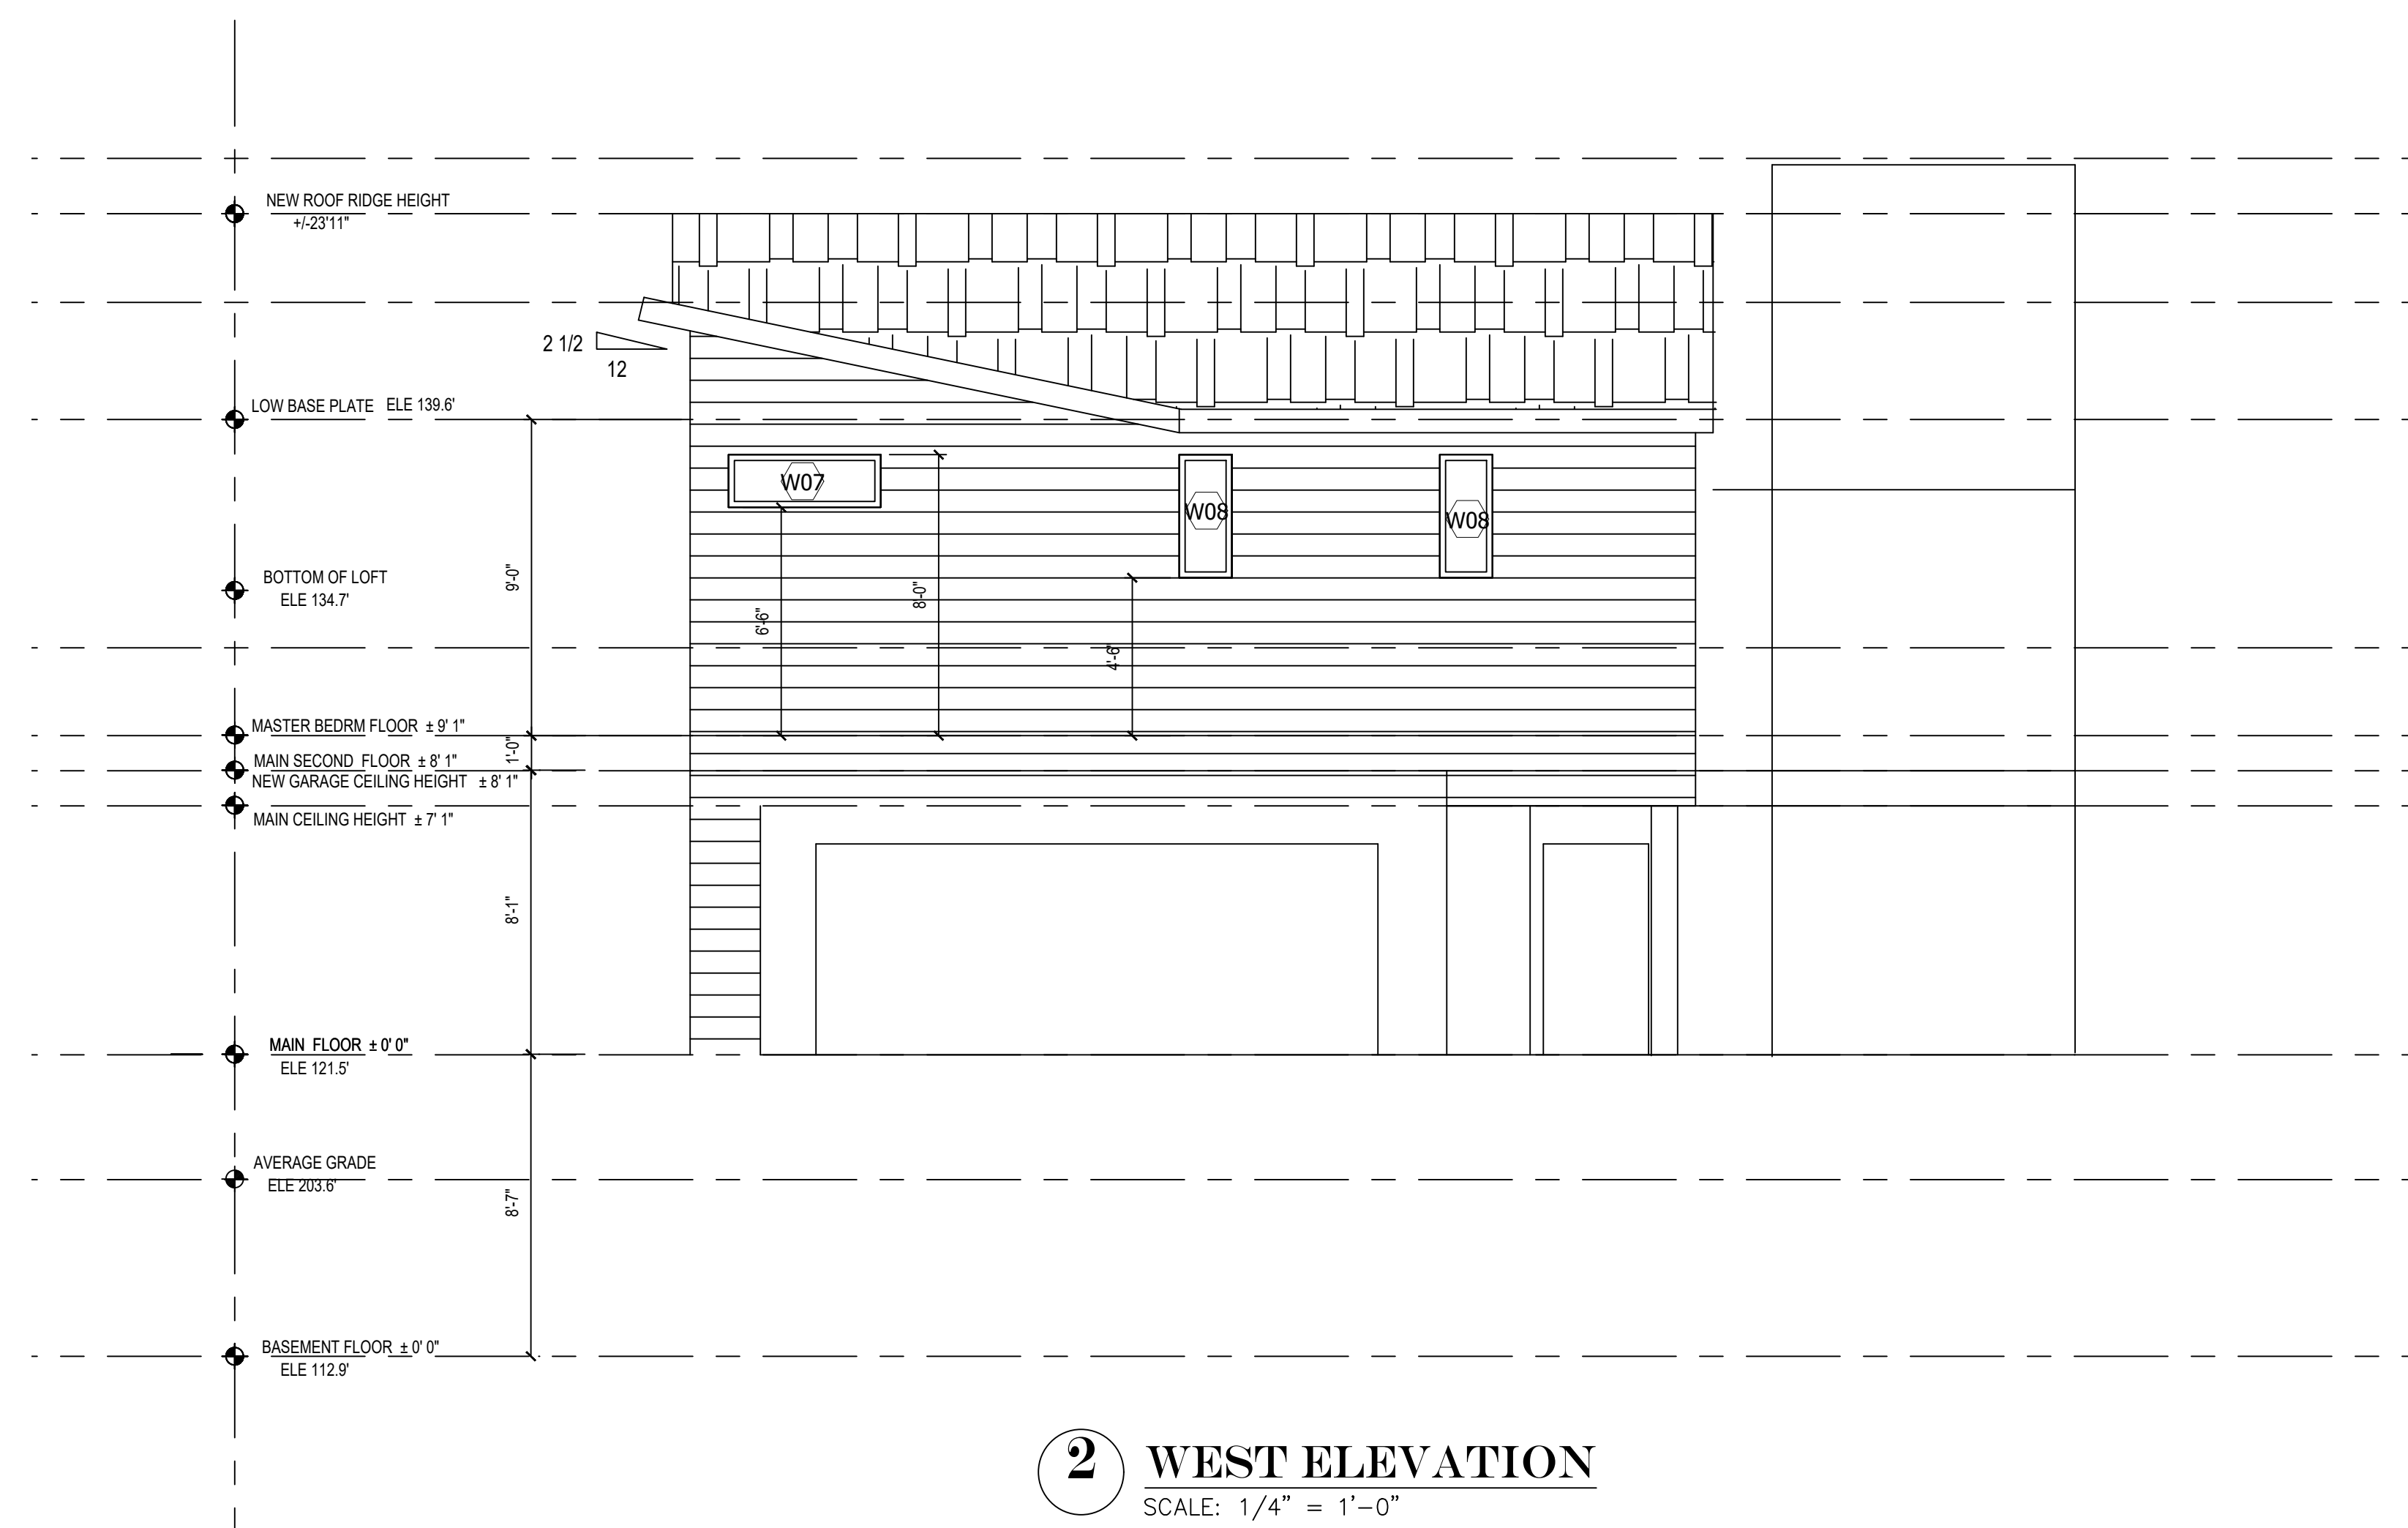 NEW ROOF RIDGE HEIGHT
+/-23'11"
2 1/2
12
LOW BASE PLATE ELE 139.6'
W07
W08
W08
BOTTOM OF LOFT
ELE 134.7'
9'-0"
8'-0"
6'-6"
4'-6"
MASTER BEDRM FLOOR ± 9' 1"
1'-0"
MAIN SECOND FLOOR ± 8' 1"
NEW GARAGE CEILING HEIGHT ± 8' 1"
MAIN CEILING HEIGHT ± 7' 1"
8'-1"
MAIN FLOOR ± 0' 0"
ELE 121.5'
AVERAGE GRADE
ELE 203.6'
8'-7"
BASEMENT FLOOR ± 0' 0"
ELE 112.9'
2 WEST ELEVATION
SCALE: 1/4" = 1'-0"